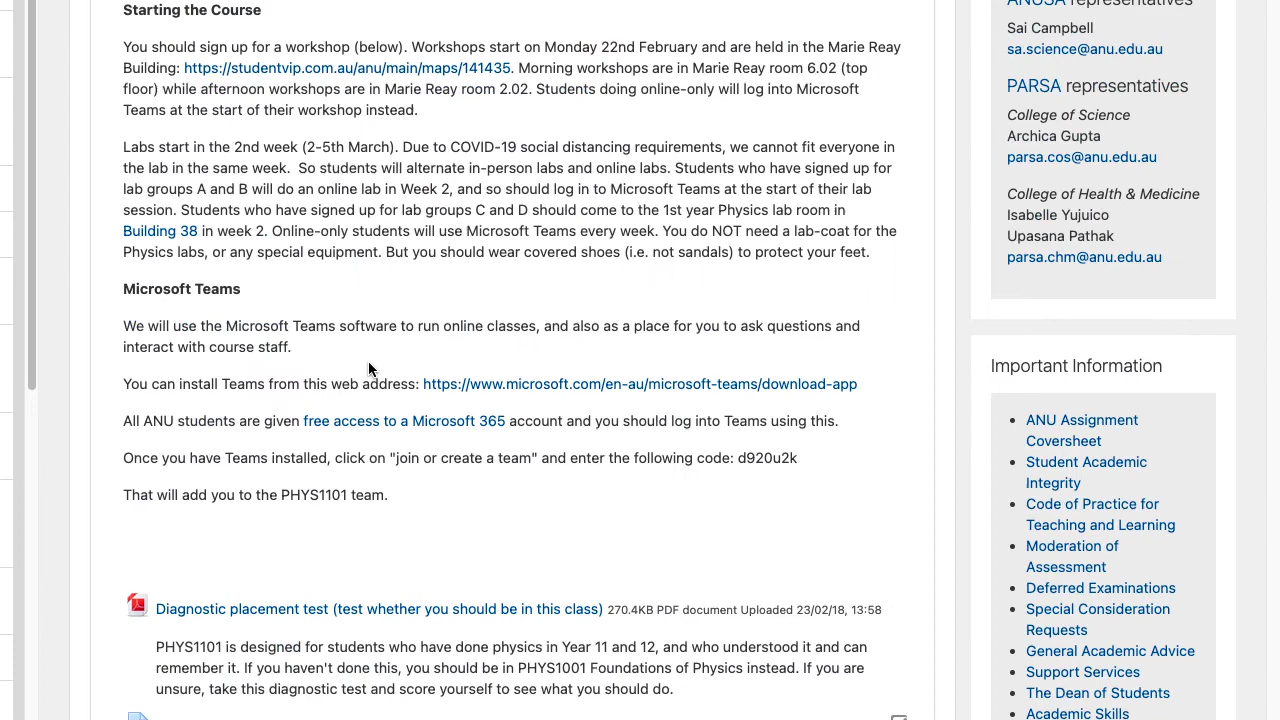 Starting the Course
You should sign up for a workshop (below). Workshops start on Monday 22nd February and are held in the Marie Reay
Building: https://studentvip.com.au/anu/main/maps/141435. Morning workshops are in Marie Reay room 6.02 (top
floor) while afternoon workshops are in Marie Reay room 2.02. Students doing online-only will log into Microsoft
Teams at the start of their workshop instead.
Labs start in the 2nd week (2-5th March). Due to COVID-19 social distancing requirements, we cannot fit everyone in
the lab in the same week.  So students will alternate in-person labs and online labs. Students who have signed up for
lab groups A and B will do an online lab in Week 2, and so should log in to Microsoft Teams at the start of their lab
session. Students who have signed up for lab groups C and D should come to the 1st year Physics lab room in
Building 38 in week 2. Online-only students will use Microsoft Teams every week. You do NOT need a lab-coat for the
Physics labs, or any special equipment. But you should wear covered shoes (i.e. not sandals) to protect your feet.
Microsoft Teams
We will use the Microsoft Teams software to run online classes, and also as a place for you to ask questions and
interact with course staff.
You can install Teams from this web address: https://www.microsoft.com/en-au/microsoft-teams/download-app
All ANU students are given free access to a Microsoft 365 account and you should log into Teams using this.
Once you have Teams installed, click on "join or create a team" and enter the following code: d920u2k
That will add you to the PHYS1101 team.
Diagnostic placement test (test whether you should be in this class) 270.4KB PDF document Uploaded 23/02/18, 13:58
PHYS1101 is designed for students who have done physics in Year 11 and 12, and who understood it and can
remember it. If you haven't done this, you should be in PHYS1001 Foundations of Physics instead. If you are
unsure, take this diagnostic test and score yourself to see what you should do.
ANUSA representatives
Sai Campbell
sa.science@anu.edu.au
PARSA representatives
College of Science
Archica Gupta
parsa.cos@anu.edu.au
College of Health & Medicine
Isabelle Yujuico
Upasana Pathak
parsa.chm@anu.edu.au
Important Information
ANU Assignment
Coversheet
Student Academic
Integrity
Code of Practice for
Teaching and Learning
Moderation of
Assessment
Deferred Examinations
Special Consideration
Requests
General Academic Advice
Support Services
The Dean of Students
Academic Skills